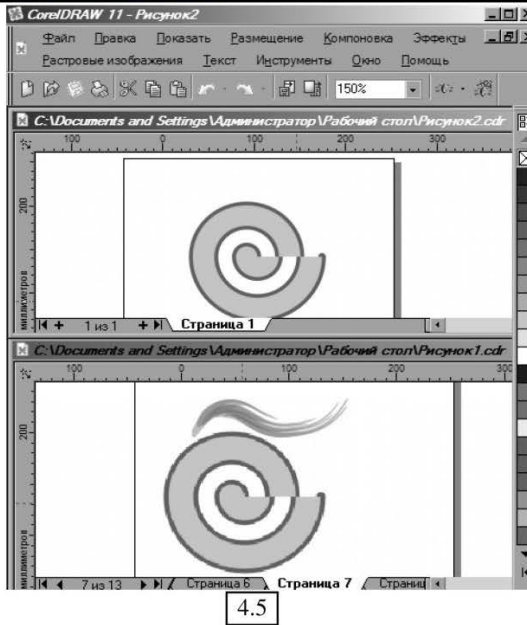 CorelDRAW 11 - Рисунок2
Файл Правка Показать Размещение Компоновка Эффекты
Растровые изображения Текст Инструменты Окно Помощь
150%
C:\Documents and Settings\Администратор\Рабочий стол\Рисунок2.cdr
100 0 100 200 300
200
миллиметров
1 из 1 Страница 1
C:\Documents and Settings\Администратор\Рабочий стол\Рисунок1.cdr
100 0 100 200 300
200
миллиметров
7 из 13 Страница 6 Страница 7 Страниц
4.5